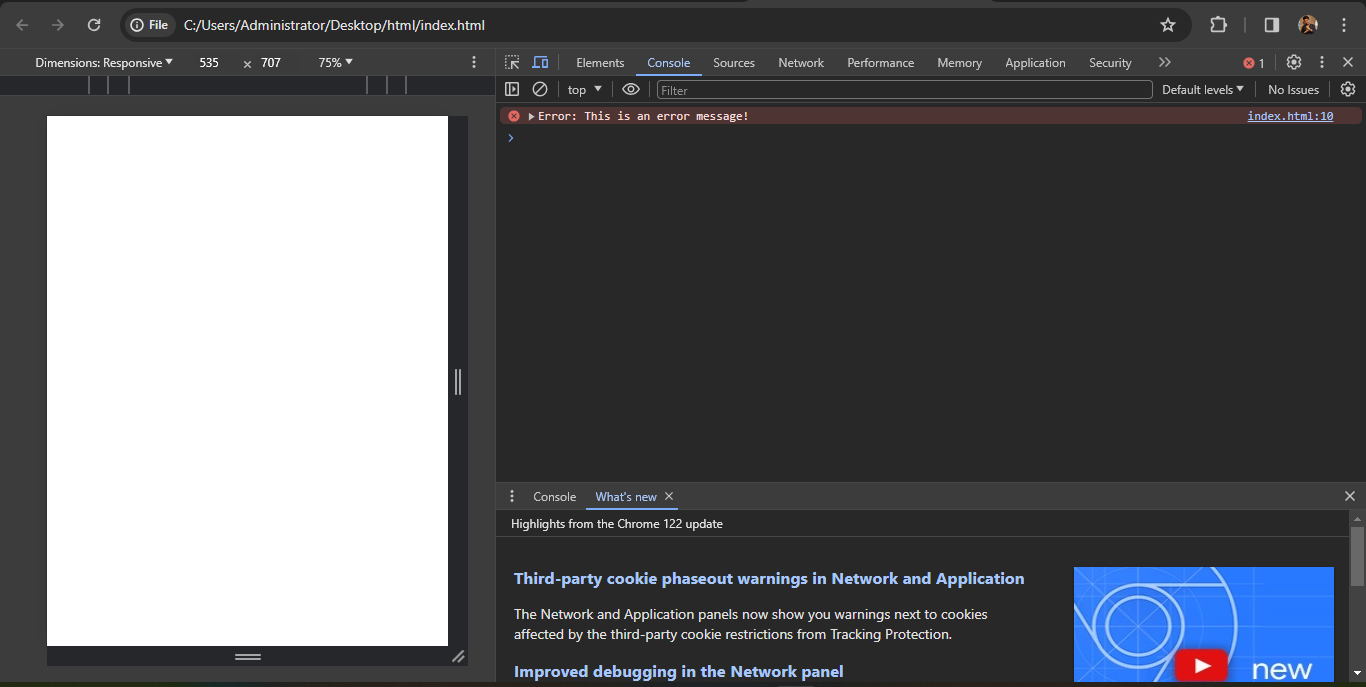 File C:/Users/Administrator/Desktop/html/index.html
Dimensions: Responsive 535 × 707 75%
Elements Console Sources Network Performance Memory Application Security 1
top Filter Default levels No Issues
Error: This is an error message! index.html:10
Console What's new
Highlights from the Chrome 122 update
Third-party cookie phaseout warnings in Network and Application
The Network and Application panels now show you warnings next to cookies
affected by the third-party cookie restrictions from Tracking Protection.
Improved debugging in the Network panel
new